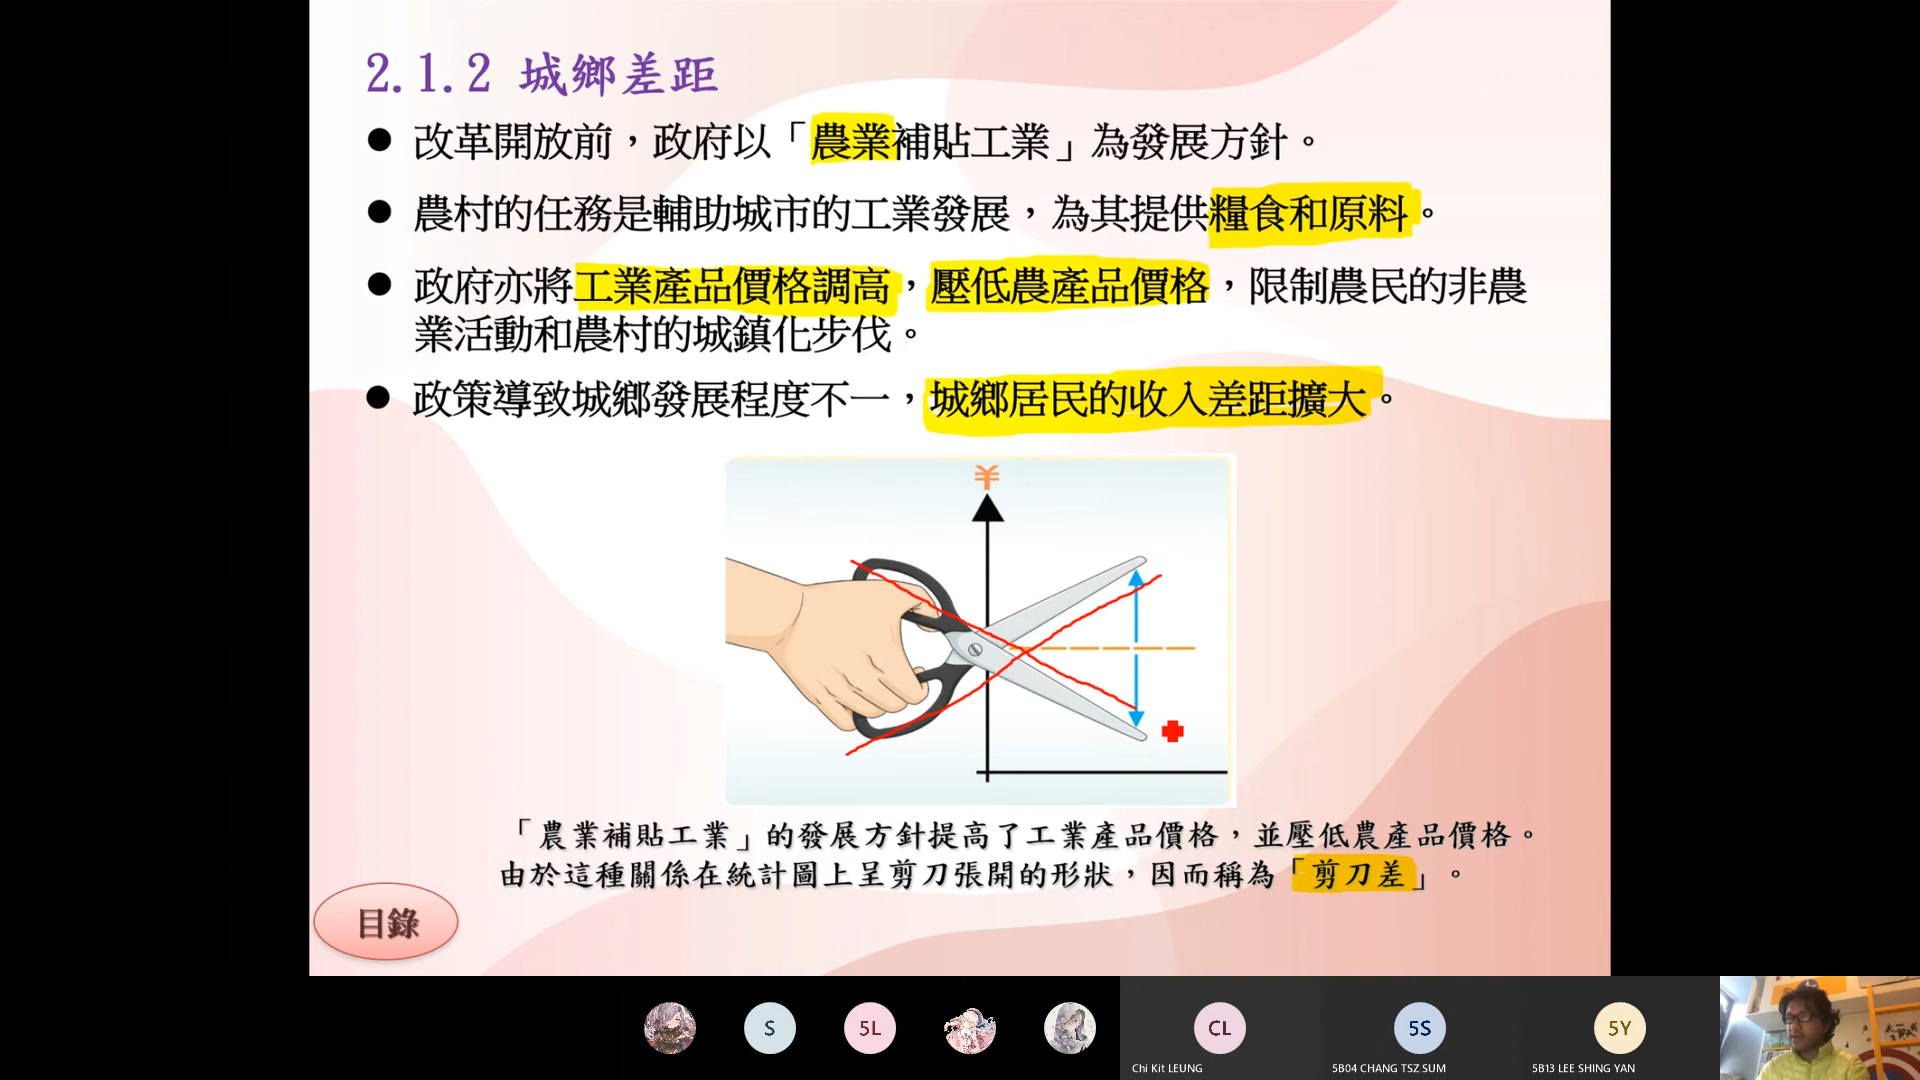 2.1.2 城鄉差距
● 改革開放前，政府以「農業補貼工業」為發展方針。
● 農村的任務是輔助城市的工業發展，為其提供糧食和原料。
● 政府亦將工業產品價格調高，壓低農產品價格，限制農民的非農
業活動和農村的城鎮化步伐。
● 政策導致城鄉發展程度不一，城鄉居民的收入差距擴大。
¥
「農業補貼工業」的發展方針提高了工業產品價格，並壓低農產品價格。
由於這種關係在統計圖上呈剪刀張開的形狀，因而稱為「剪刀差」。
目錄
S
5L
CL
5S
5Y
Chi Kit LEUNG
5B04 CHANG TSZ SUM
5B13 LEE SHING YAN